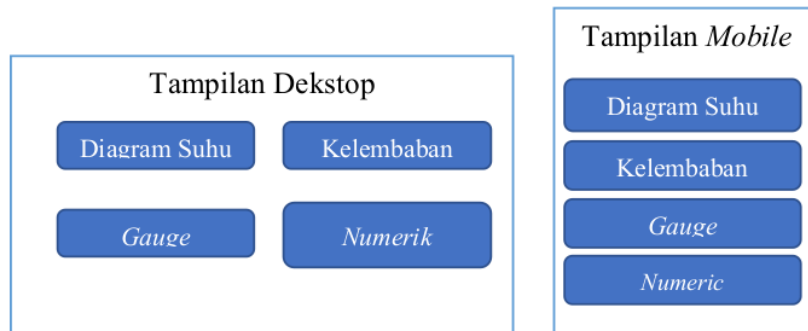 Tampilan Dekstop
Diagram Suhu
Kelembaban
Gauge
Numerik
Tampilan Mobile
Diagram Suhu
Kelembaban
Gauge
Numeric